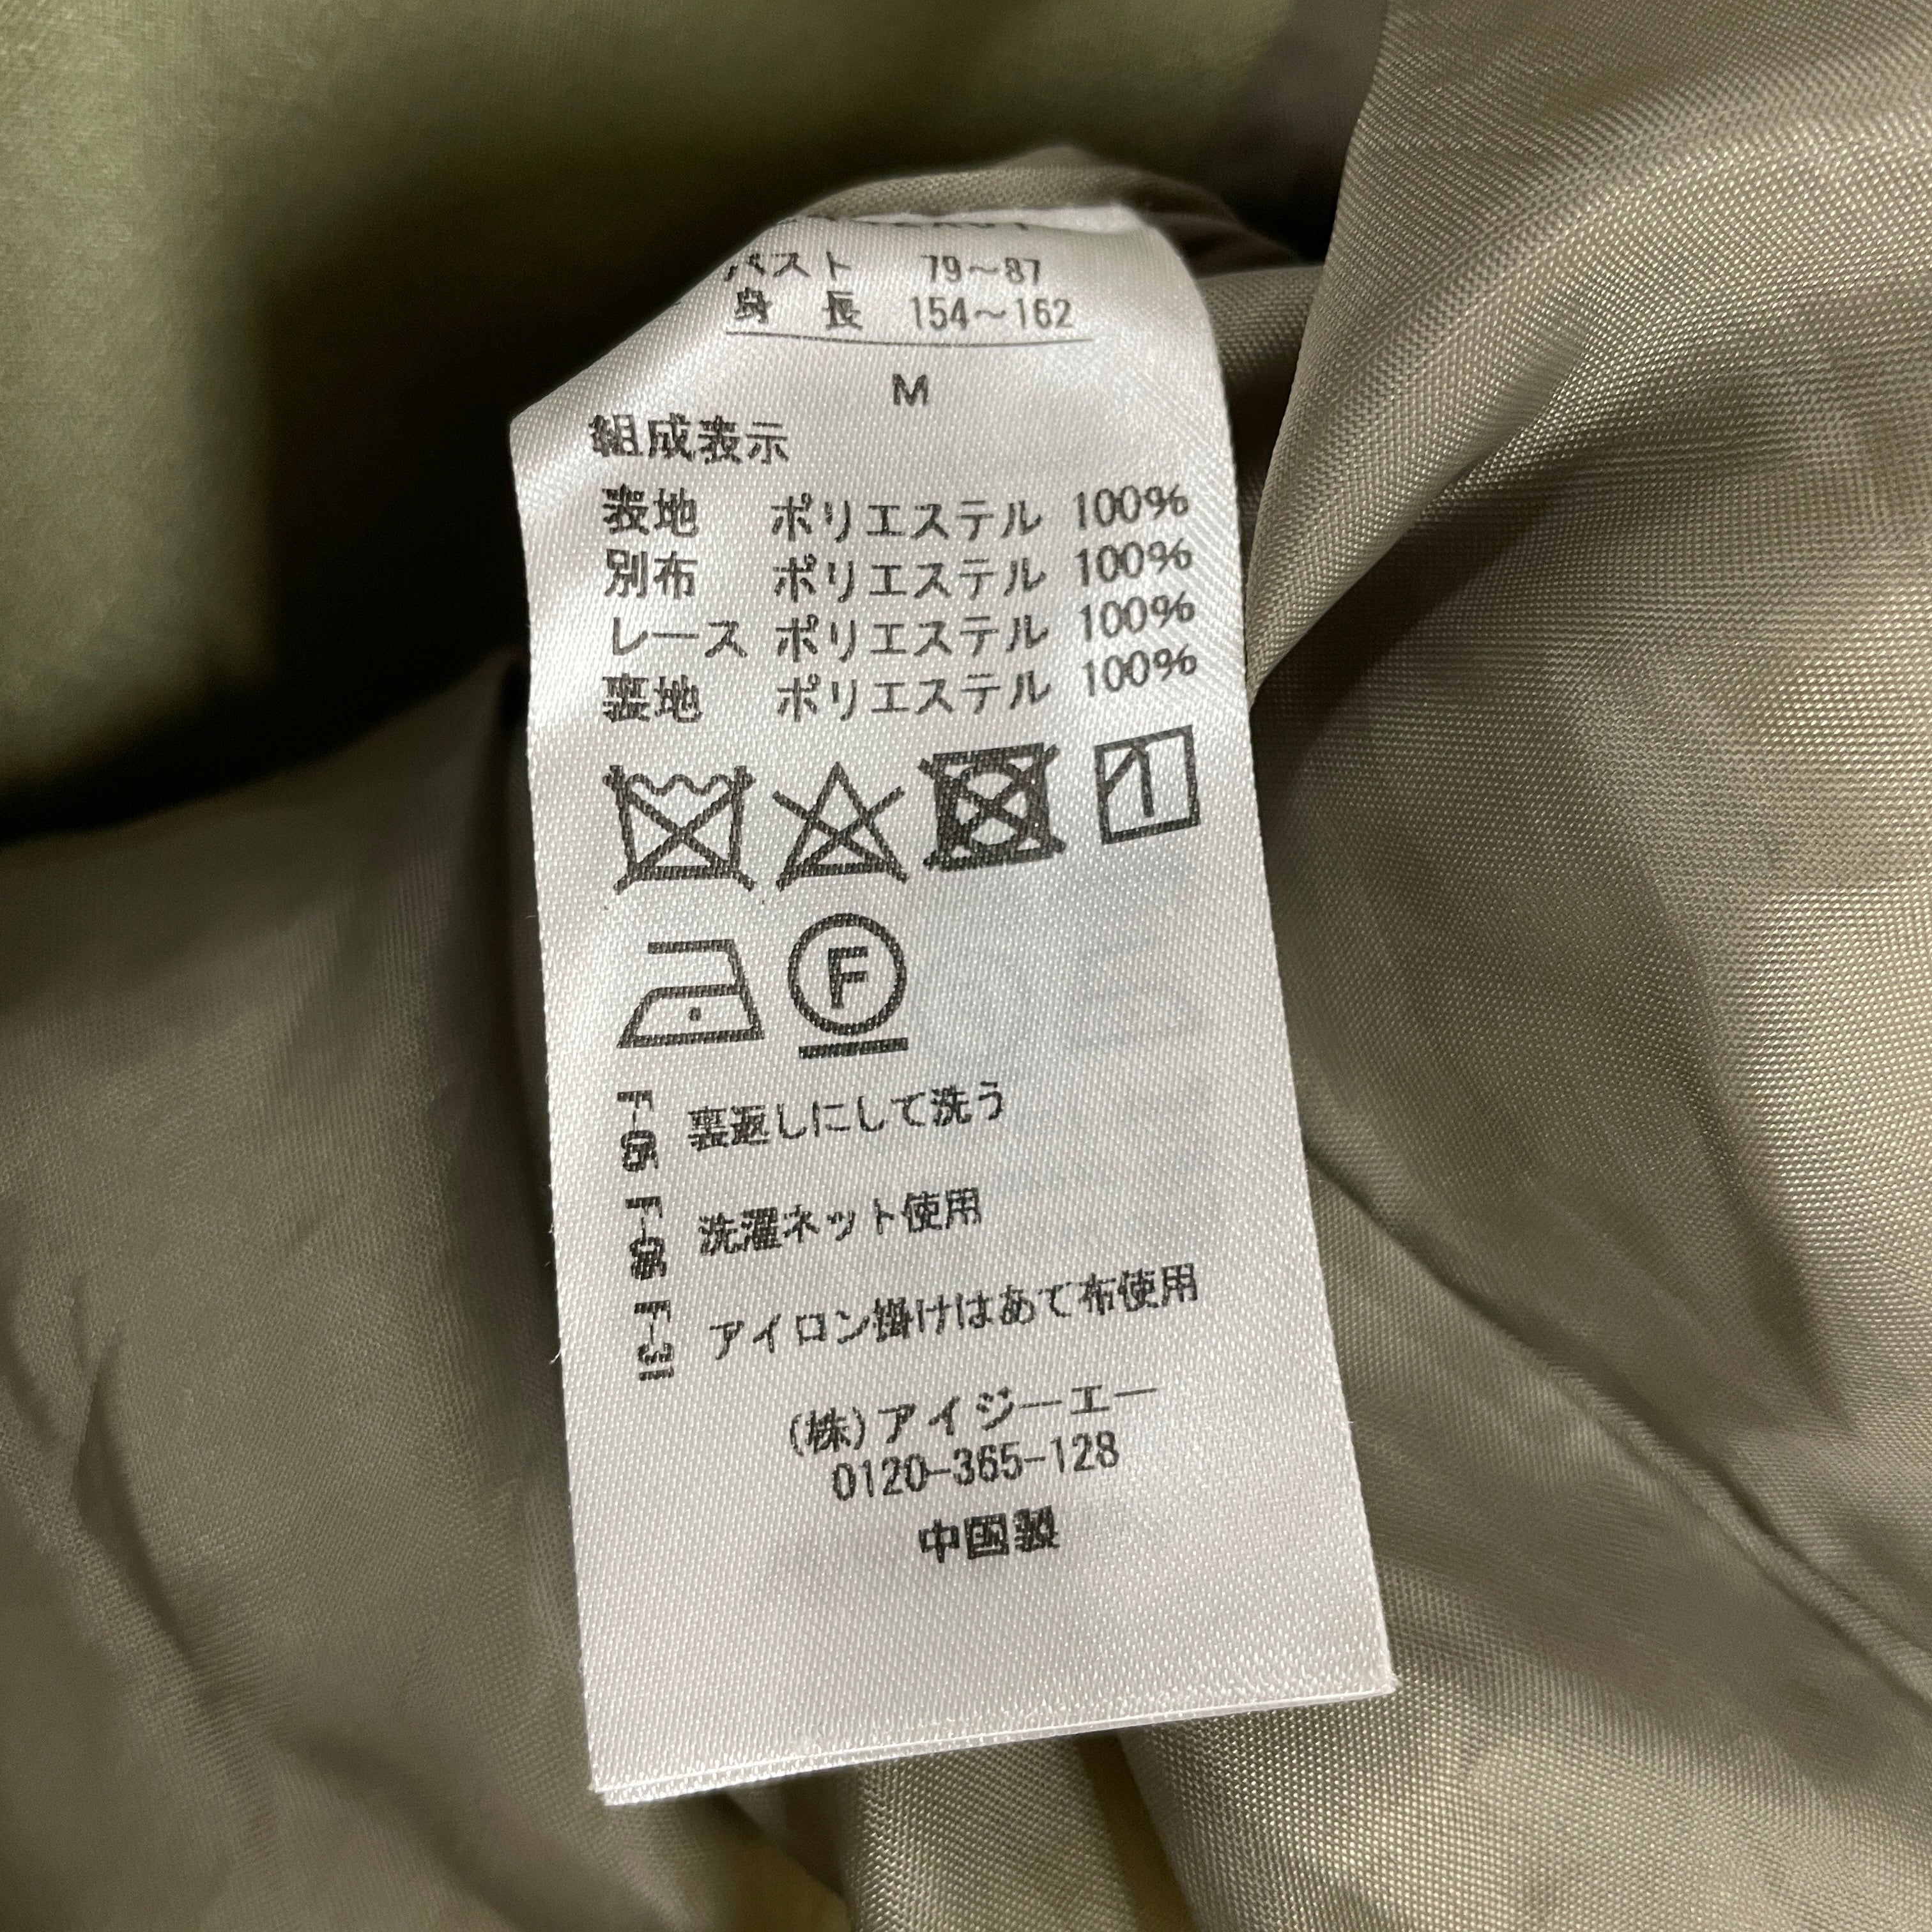 バスト 79～87
身長 154～162
M
組成表示
表地 ポリエステル 100%
別布 ポリエステル 100%
レース ポリエステル 100%
裏地 ポリエステル 100%
F
裏返しにして洗う
洗濯ネット使用
F-31 アイロン掛けはあて布使用
(株)アイジーエー
0120-365-128
中国製